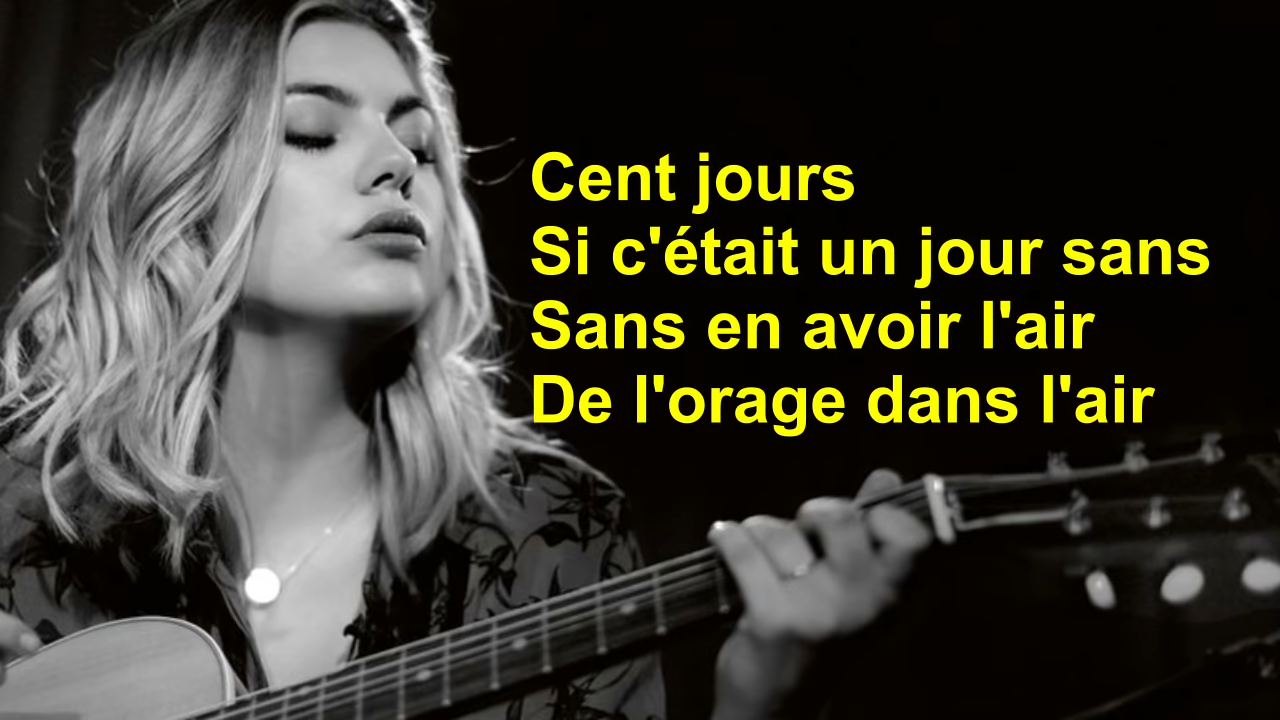 Cent jours
Si c'était un jour sans
Sans en avoir l'air
De l'orage dans l'air